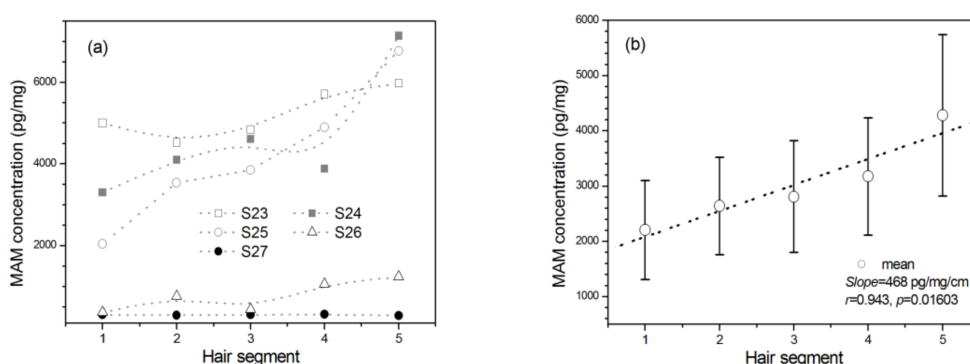 (a)
MAM concentration (pg/mg)
6000
4000
2000
S23
S24
S25
S26
S27
1
2
3
4
5
Hair segment
(b)
MAM concentration (pg/mg)
6000
5000
4000
3000
2000
1000
mean
Slope=468 pg/mg/cm
r=0.943, p=0.01603
1
2
3
4
5
Hair segment